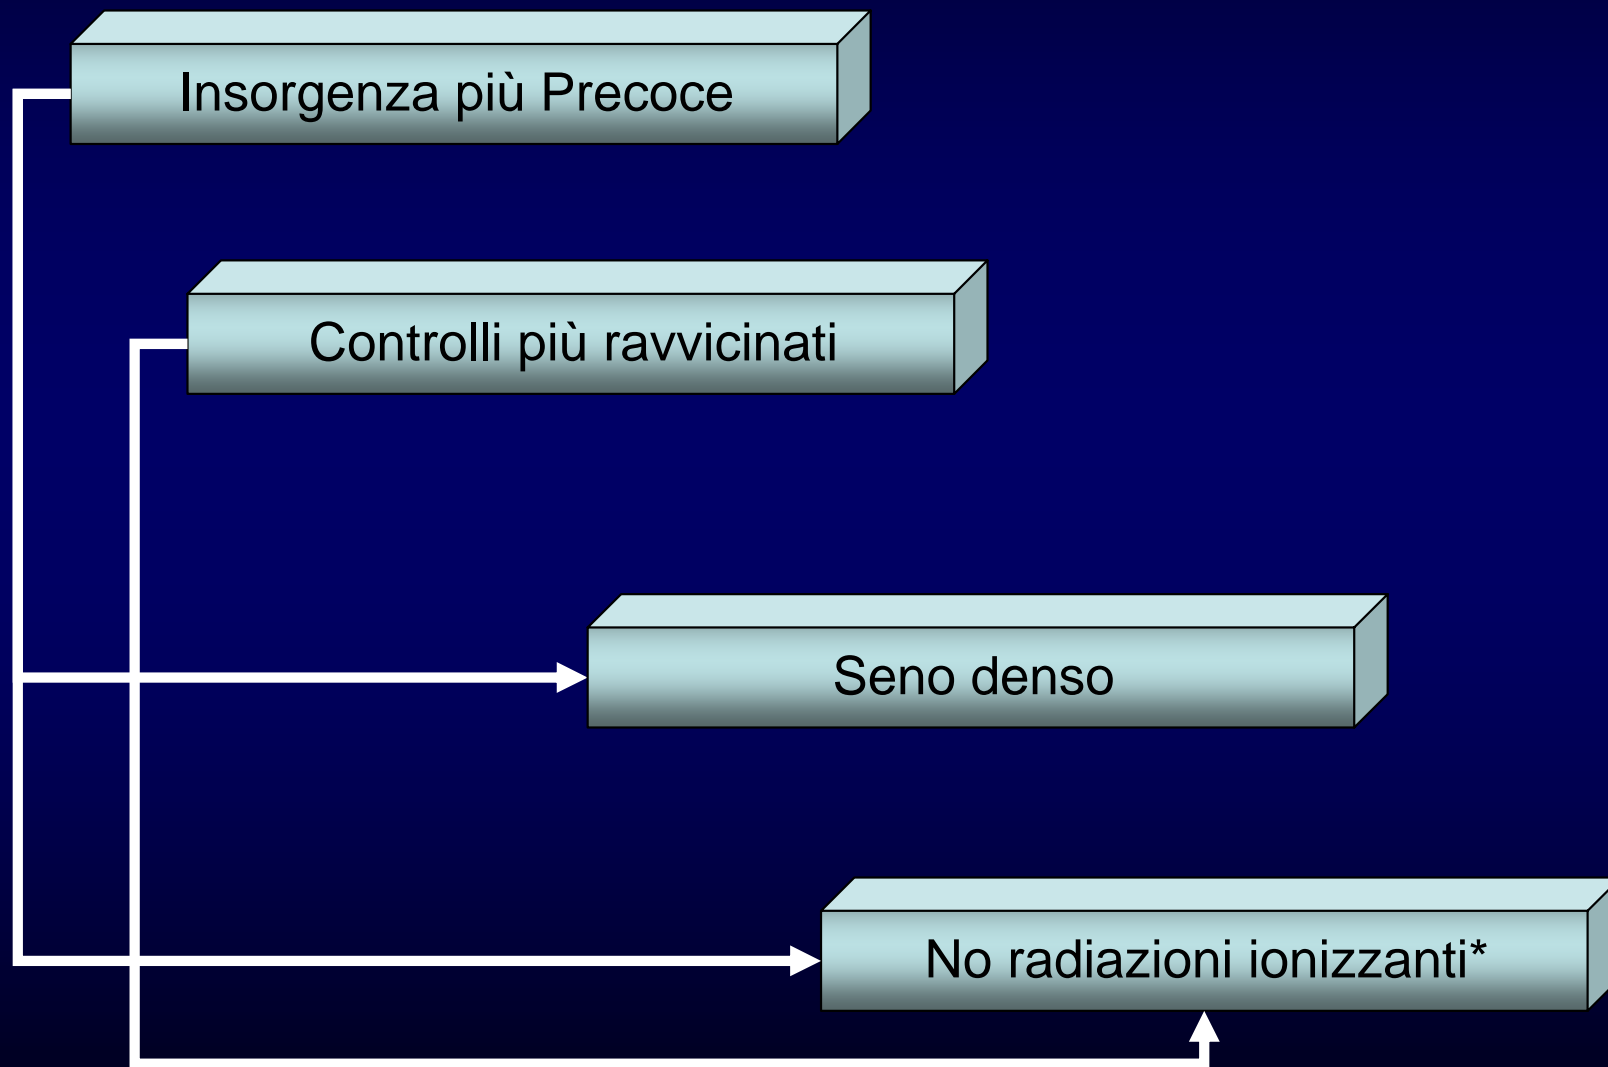 Insorgenza più Precoce
Controlli più ravvicinati
Seno denso
No radiazioni ionizzanti*